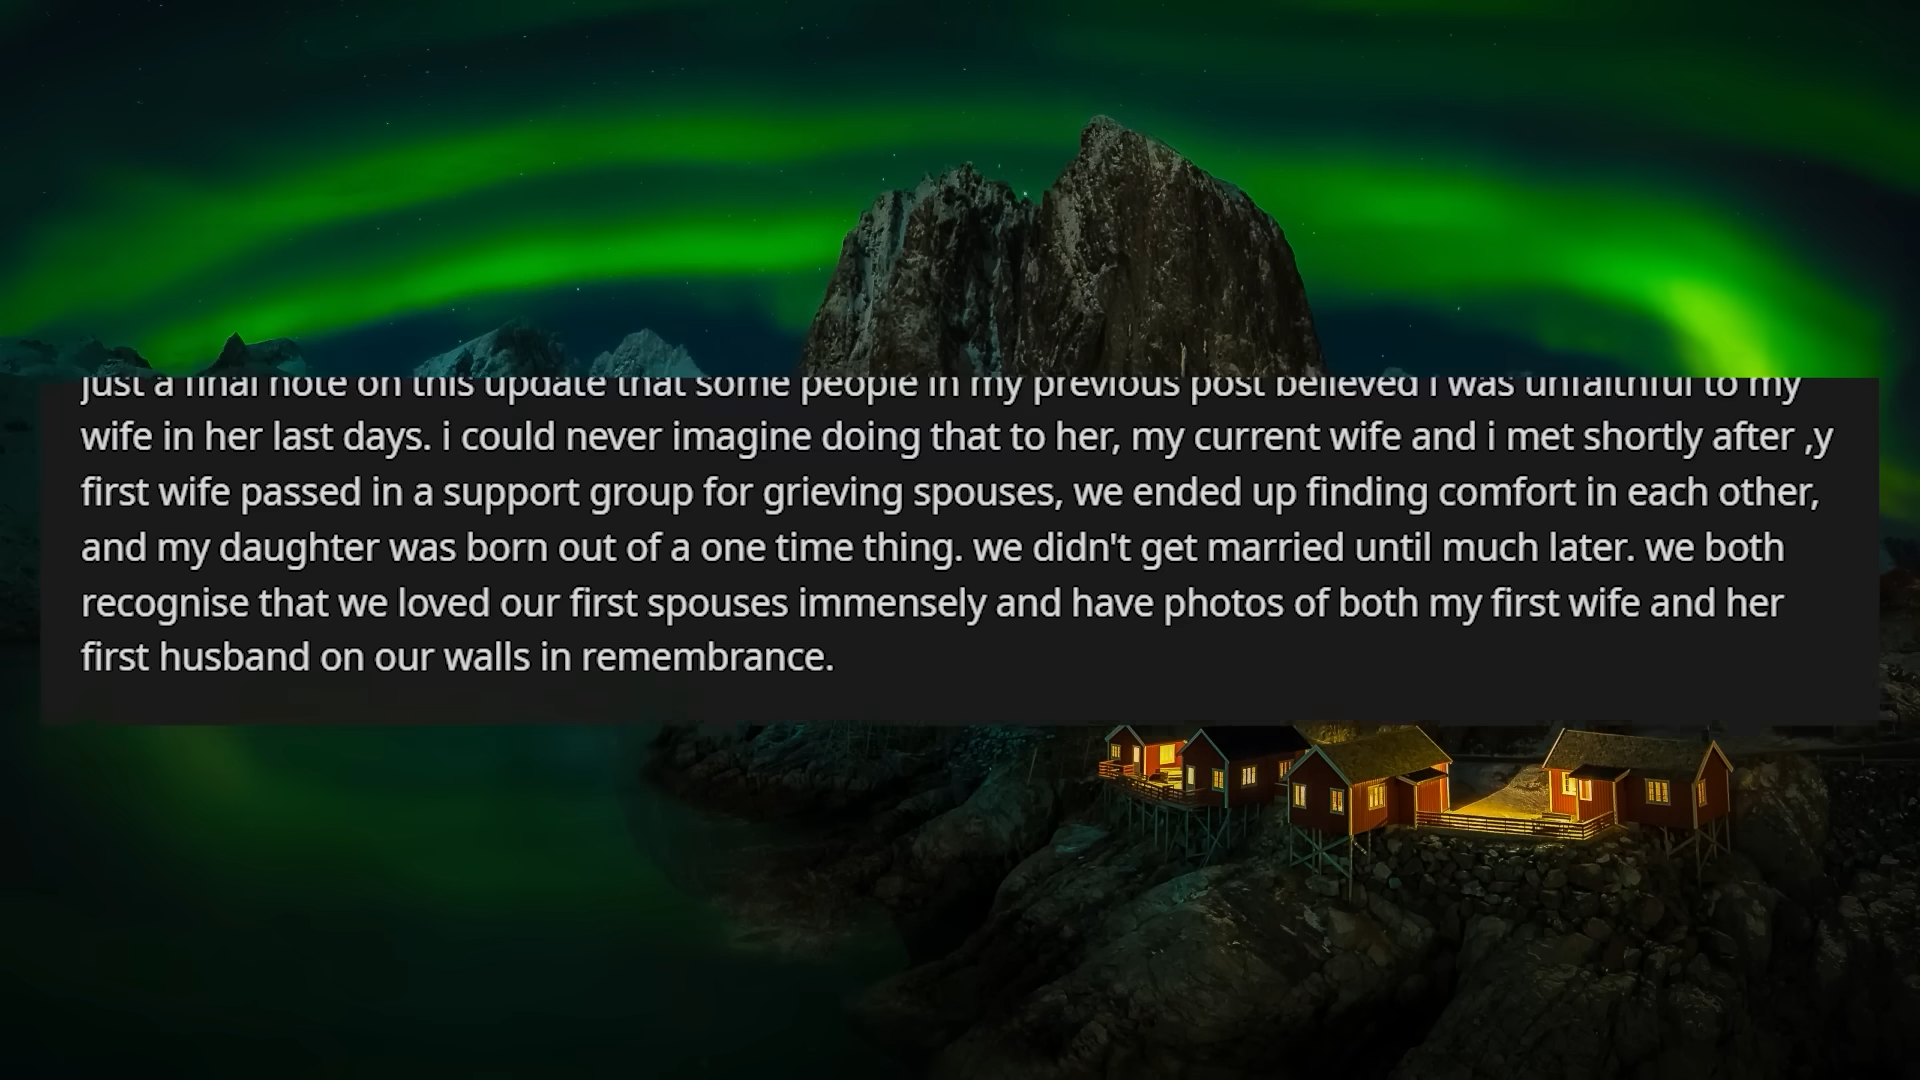 just a final note on this update that some people in my previous post believed i was unfaithful to my
wife in her last days. i could never imagine doing that to her, my current wife and i met shortly after ,y
first wife passed in a support group for grieving spouses, we ended up finding comfort in each other,
and my daughter was born out of a one time thing. we didn't get married until much later. we both
recognise that we loved our first spouses immensely and have photos of both my first wife and her
first husband on our walls in remembrance.